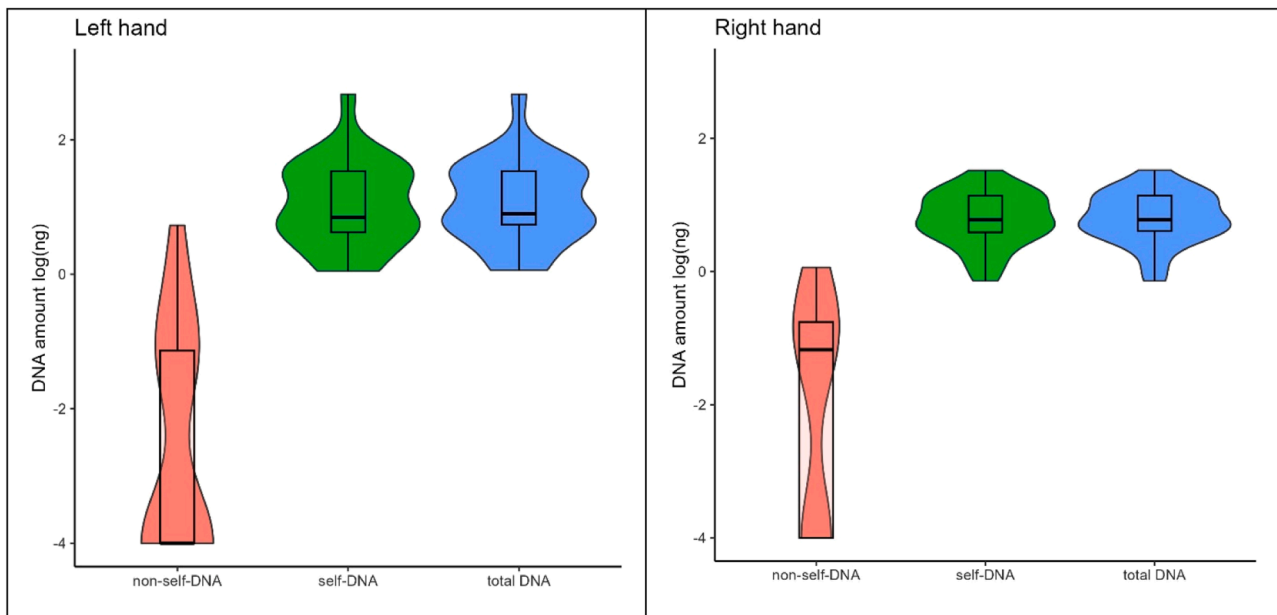 Left hand
DNA amount log(ng)
2
0
-2
-4
non-self-DNA self-DNA total DNA
Right hand
DNA amount log(ng)
2
0
-2
-4
non-self-DNA self-DNA total DNA